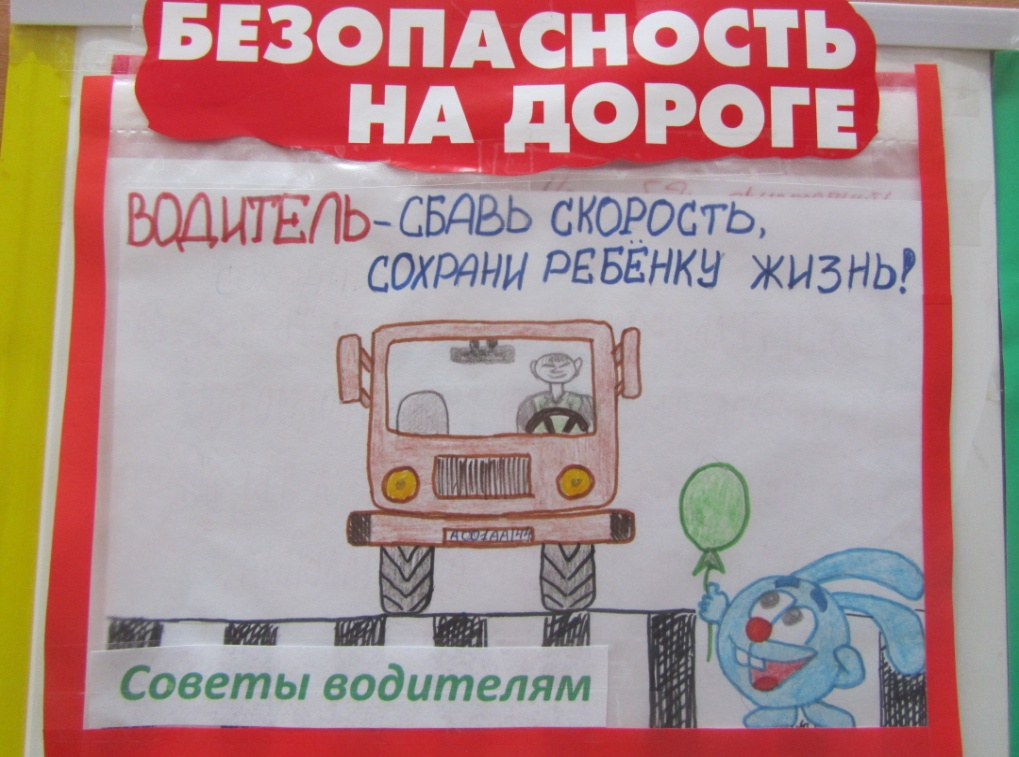 БЕЗОПАСНОСТЬ
НА ДОРОГЕ
ВОДИТЕЛЬ-СБАВЬ СКОРОСТЬ,
СОХРАНИ РЕБЁНКУ ЖИЗНЬ!
Советы водителям